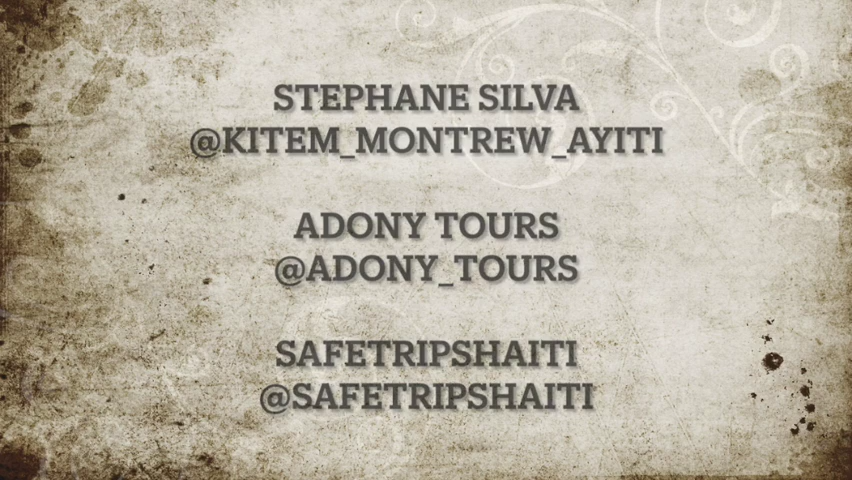 STEPHANE SILVA
@KITEM_MONTREW_AYITI
ADONY TOURS
@ADONY_TOURS
SAFETRIPSHAITI
@SAFETRIPSHAITI